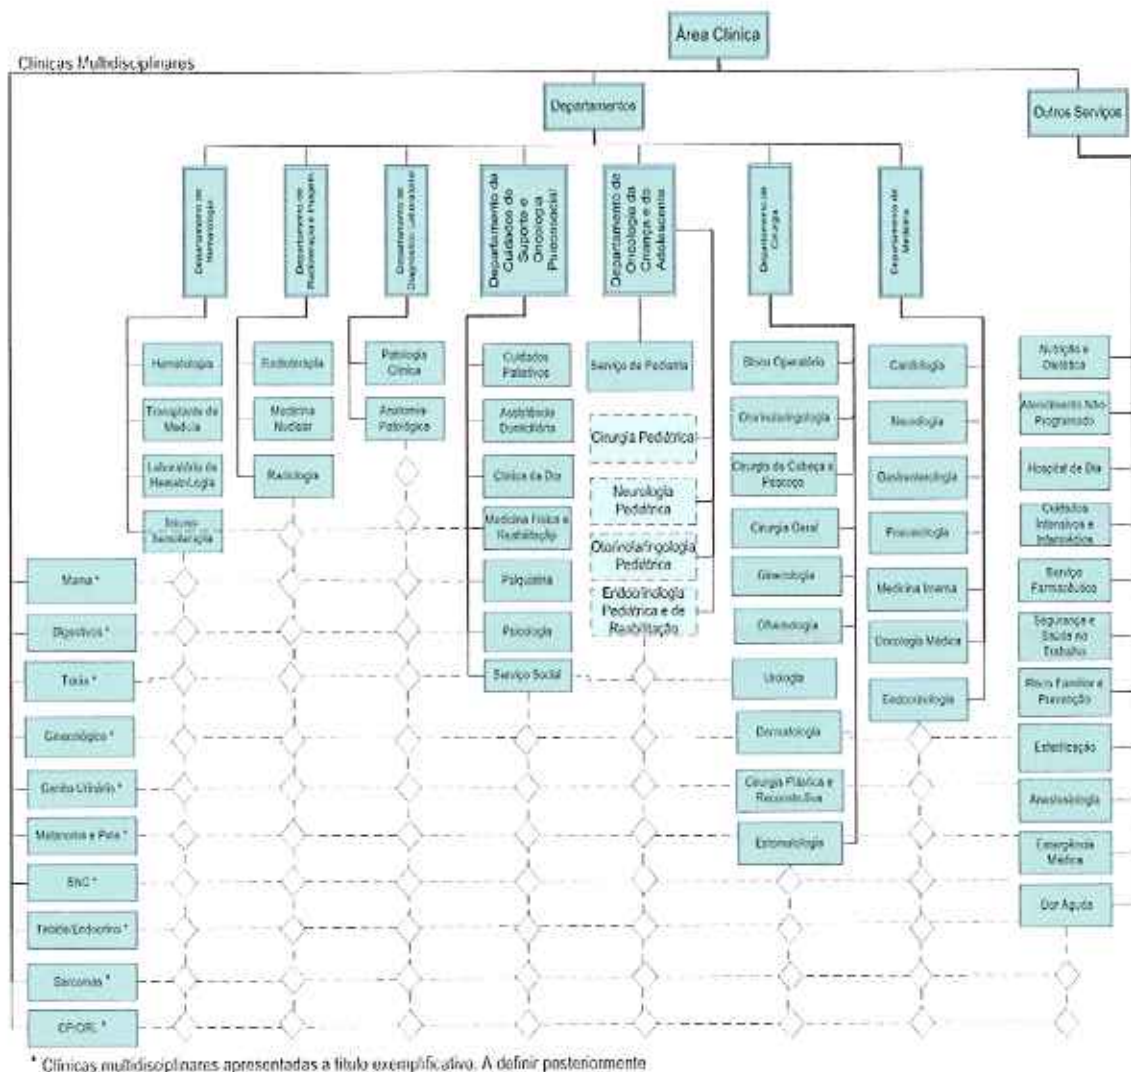 Área Clínica
Clínicas Multidisciplinares
Departamentos
Outros Serviços
Departamento de
Hematologia
Departamento de
Radioterapia e Imagem
Departamento de
Diagnóstico Laboratorial
Departamento da
Cuidados de
Suporte e
Oncologia
Psicossocial
Departamento de
Oncologia da
Criança e do
Adolescente
Departamento de
Cirurgia
Departamento de
Medicina
Hematologia
Transplante de
Medula
Laboratório de
Hematologia
Imuno
hemoterapia
Radioterapia
Medicina
Nuclear
Radiologia
Patologia
Clínica
Anatomia
Patológica
Cuidados
Paliativos
Assistência
Domiciliária
Clínica da Dor
Medicina Física e
Reabilitação
Psiquiatria
Psicologia
Serviço Social
Serviço de Pediatria
Cirurgia Pediátrica
Neurologia
Pediátrica
Otorinolaringologia
Pediátrica
Endocrinologia
Pediátrica e de
Reabilitação
Bloco Operatório
Otorinolaringologia
Cirurgia da Cabeça e
Pescoço
Cirurgia Geral
Ginecologia
Oftalmologia
Urologia
Dermatologia
Cirurgia Plástica e
Reconstrutiva
Estomatologia
Cardiologia
Neurologia
Gastrenterologia
Pneumologia
Medicina Interna
Oncologia Médica
Endocrinologia
Nutrição e
Dietética
Atendimento Não
Programado
Hospital de Dia
Cuidados
Intensivos e
Intermédios
Serviço
Farmacêutico
Segurança e
Saúde no
Trabalho
Risco Familiar e
Prevenção
Esterilização
Anestesiologia
Emergência
Médica
Dor Aguda
Mama *
Digestivos *
Tórax *
Ginecológico *
Genito Urinário *
Melanoma e Pele *
SNC *
Tiróide/Endócrino *
Sarcomas *
CP/ORL *
* Clínicas multidisciplinares apresentadas a título exemplificativo. A definir posteriormente